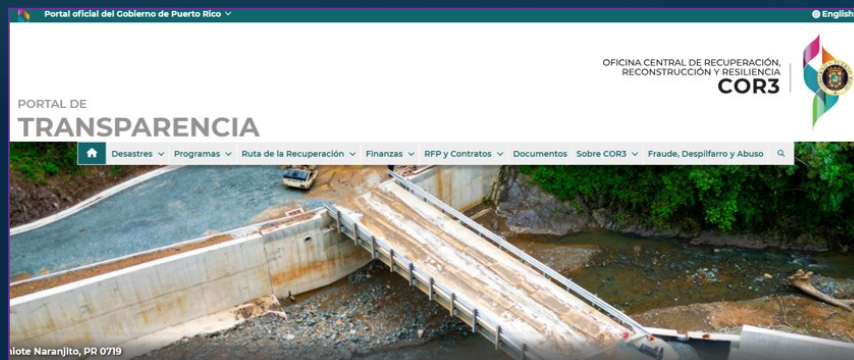 Portal oficial del Gobierno de Puerto Rico
English
OFICINA CENTRAL DE RECUPERACIÓN,
RECONSTRUCCIÓN Y RESILIENCIA
COR3
PORTAL DE
TRANSPARENCIA
Desastres Programas Ruta de la Recuperación Finanzas RFP y Contratos Documentos Sobre COR3 Fraude, Despilfarro y Abuso
Naranjito, PR 0719